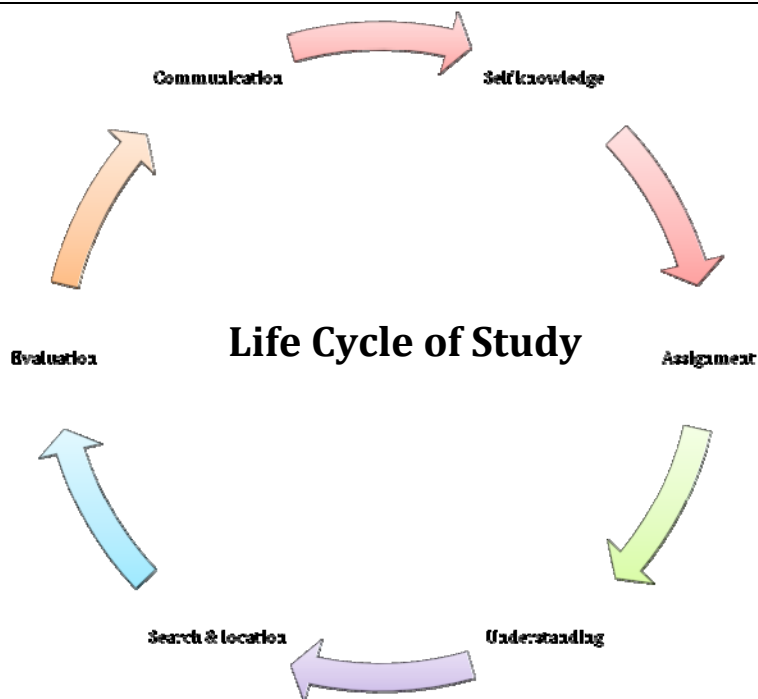 Communication
Self knowledge
Life Cycle of Study
Evaluation
Assignment
Search & location
Understanding